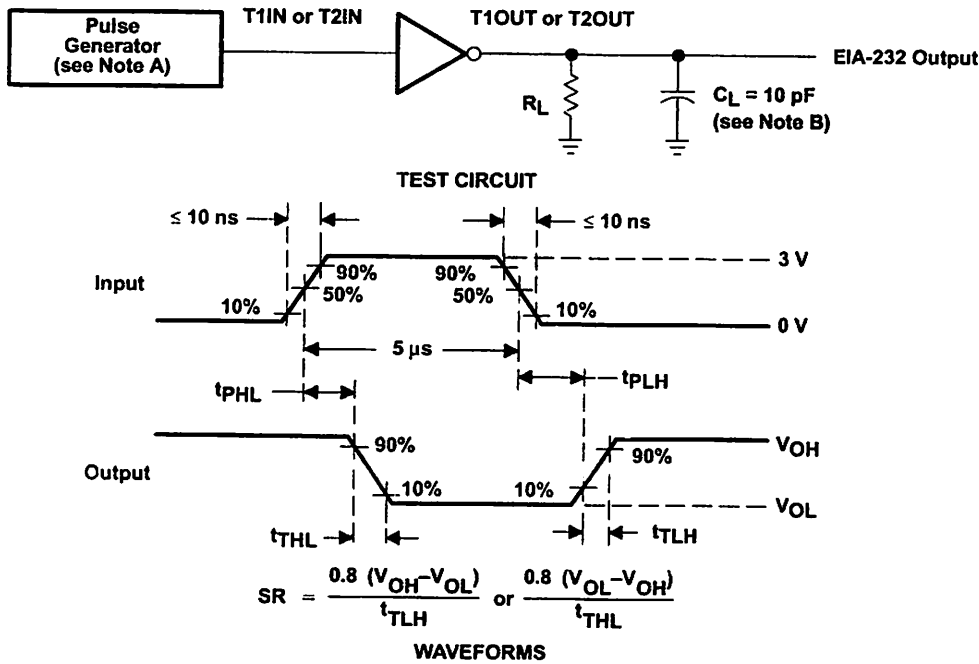 Pulse
Generator
(see Note A)
T1IN or T2IN
T1OUT or T2OUT
EIA-232 Output
RL
CL = 10 pF
(see Note B)
TEST CIRCUIT
≤ 10 ns
≤ 10 ns
Input
10%
90%
50%
90%
50%
10%
3 V
0 V
5 µs
tPHL
tPLH
Output
90%
10%
10%
90%
VOH
VOL
tTHL
tTLH
SR = 0.8 (VOH–VOL) / tTLH or 0.8 (VOL–VOH) / tTHL
WAVEFORMS